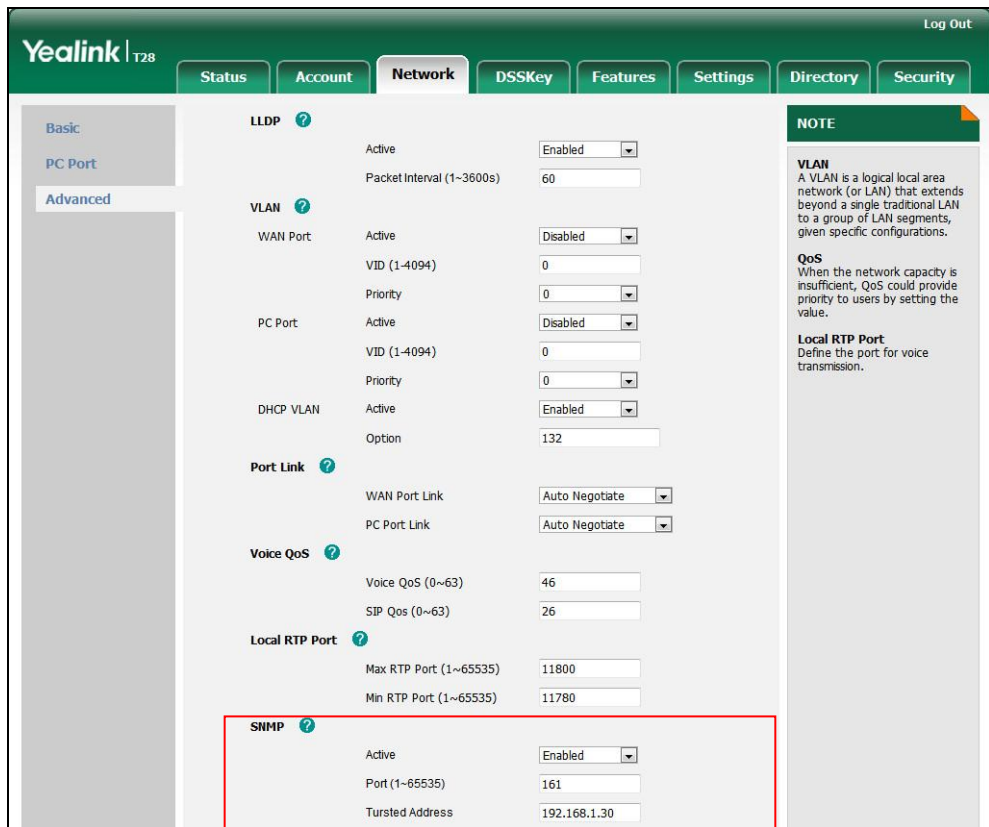 Log Out
Yealink T28
Status Account Network DSSKey Features Settings Directory Security
Basic
PC Port
Advanced
LLDP ?
Active Enabled
Packet Interval (1~3600s) 60
VLAN ?
WAN Port Active Disabled
VID (1-4094) 0
Priority 0
PC Port Active Disabled
VID (1-4094) 0
Priority 0
DHCP VLAN Active Enabled
Option 132
Port Link ?
WAN Port Link Auto Negotiate
PC Port Link Auto Negotiate
Voice QoS ?
Voice QoS (0~63) 46
SIP Qos (0~63) 26
Local RTP Port ?
Max RTP Port (1~65535) 11800
Min RTP Port (1~65535) 11780
SNMP ?
Active Enabled
Port (1~65535) 161
Tursted Address 192.168.1.30
NOTE
VLAN
A VLAN is a logical local area
network (or LAN) that extends
beyond a single traditional LAN
to a group of LAN segments,
given specific configurations.
QoS
When the network capacity is
insufficient, QoS could provide
priority to users by setting the
value.
Local RTP Port
Define the port for voice
transmission.